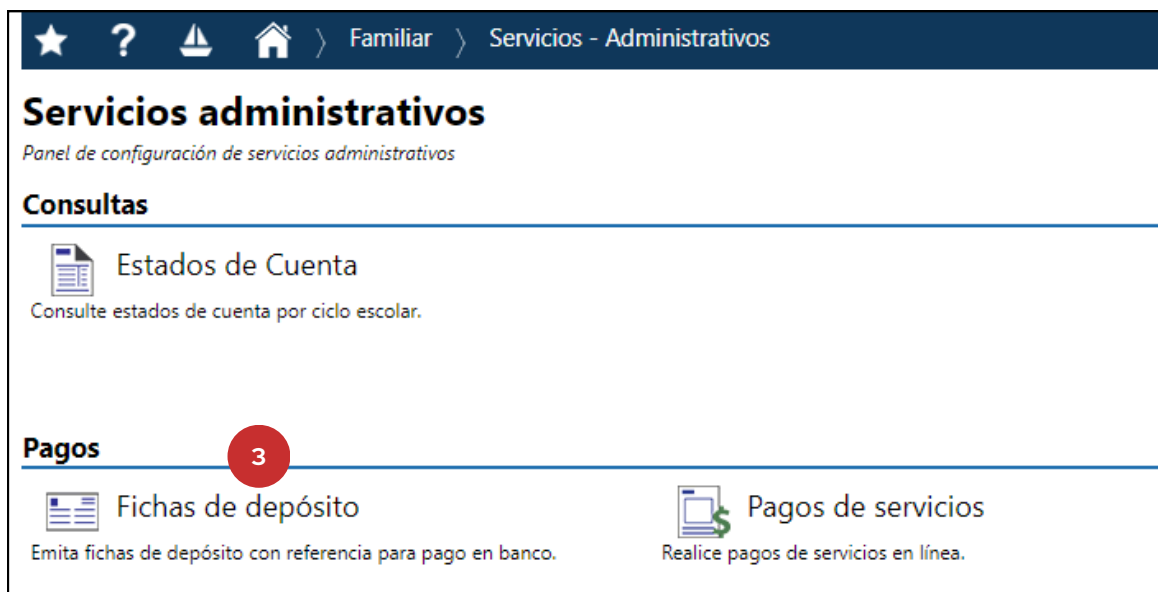 ? Familiar Servicios - Administrativos
Servicios administrativos
Panel de configuración de servicios administrativos
Consultas
Estados de Cuenta
Consulte estados de cuenta por ciclo escolar.
Pagos
3
Fichas de depósito
Emita fichas de depósito con referencia para pago en banco.
Pagos de servicios
Realice pagos de servicios en línea.